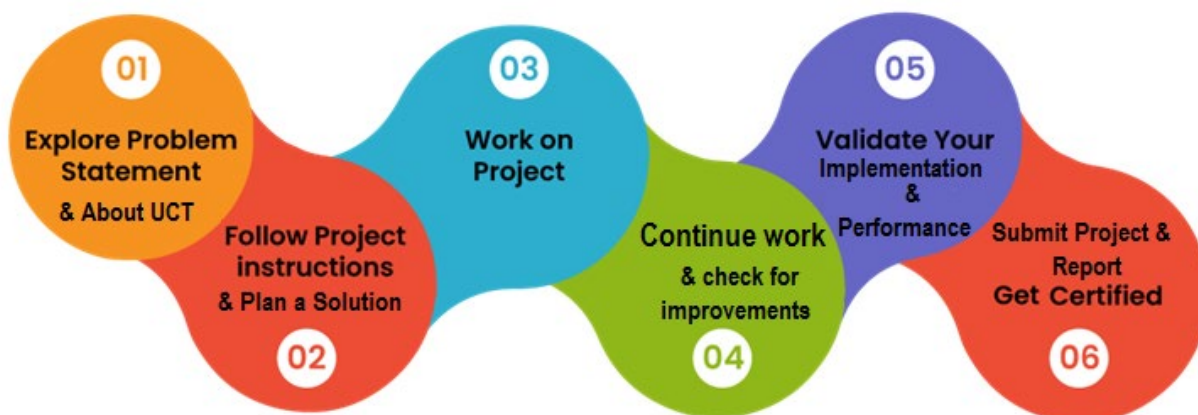 01
Explore Problem
Statement
& About UCT
Follow Project
instructions
& Plan a Solution
02
03
Work on
Project
Continue work
& check for
improvements
04
05
Validate Your
Implementation
&
Performance
Submit Project &
Report
Get Certified
06